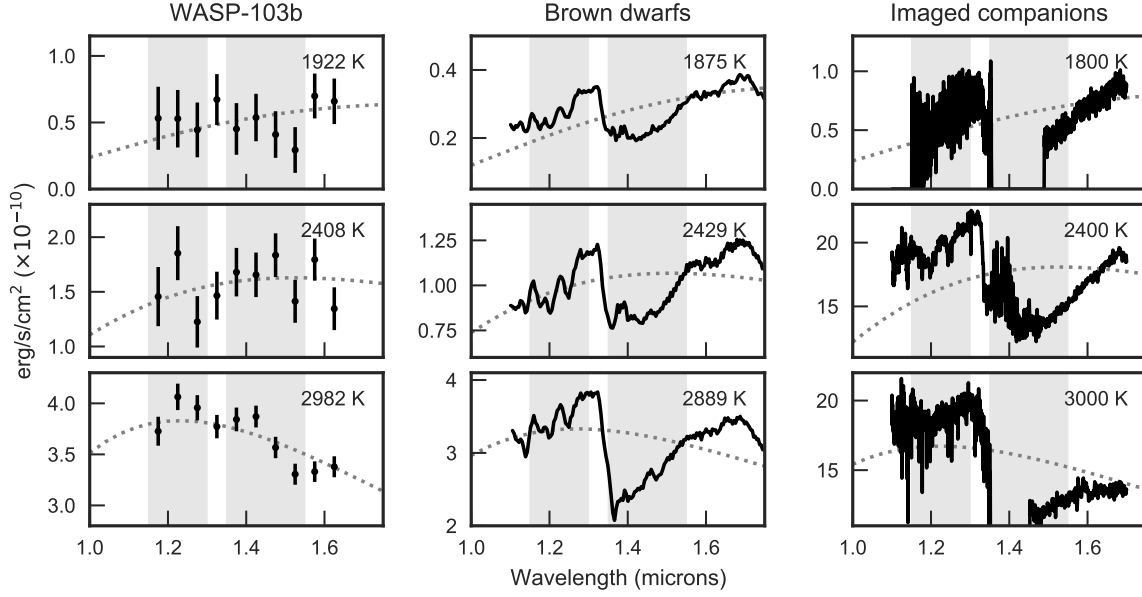 WASP-103b Brown dwarfs Imaged companions
1922 K 1875 K 1800 K
1.0 0.5 0.0
0.4 0.2
1.0 0.5 0.0
2408 K 2429 K 2400 K
2.0 1.5 1.0
1.25 1.00 0.75
20 15
2982 K 2889 K 3000 K
4.0 3.5 3.0
4 3 2
20 15
1.0 1.2 1.4 1.6
1.0 1.2 1.4 1.6
1.0 1.2 1.4 1.6
erg/s/cm² (×10⁻¹⁰)
Wavelength (microns)